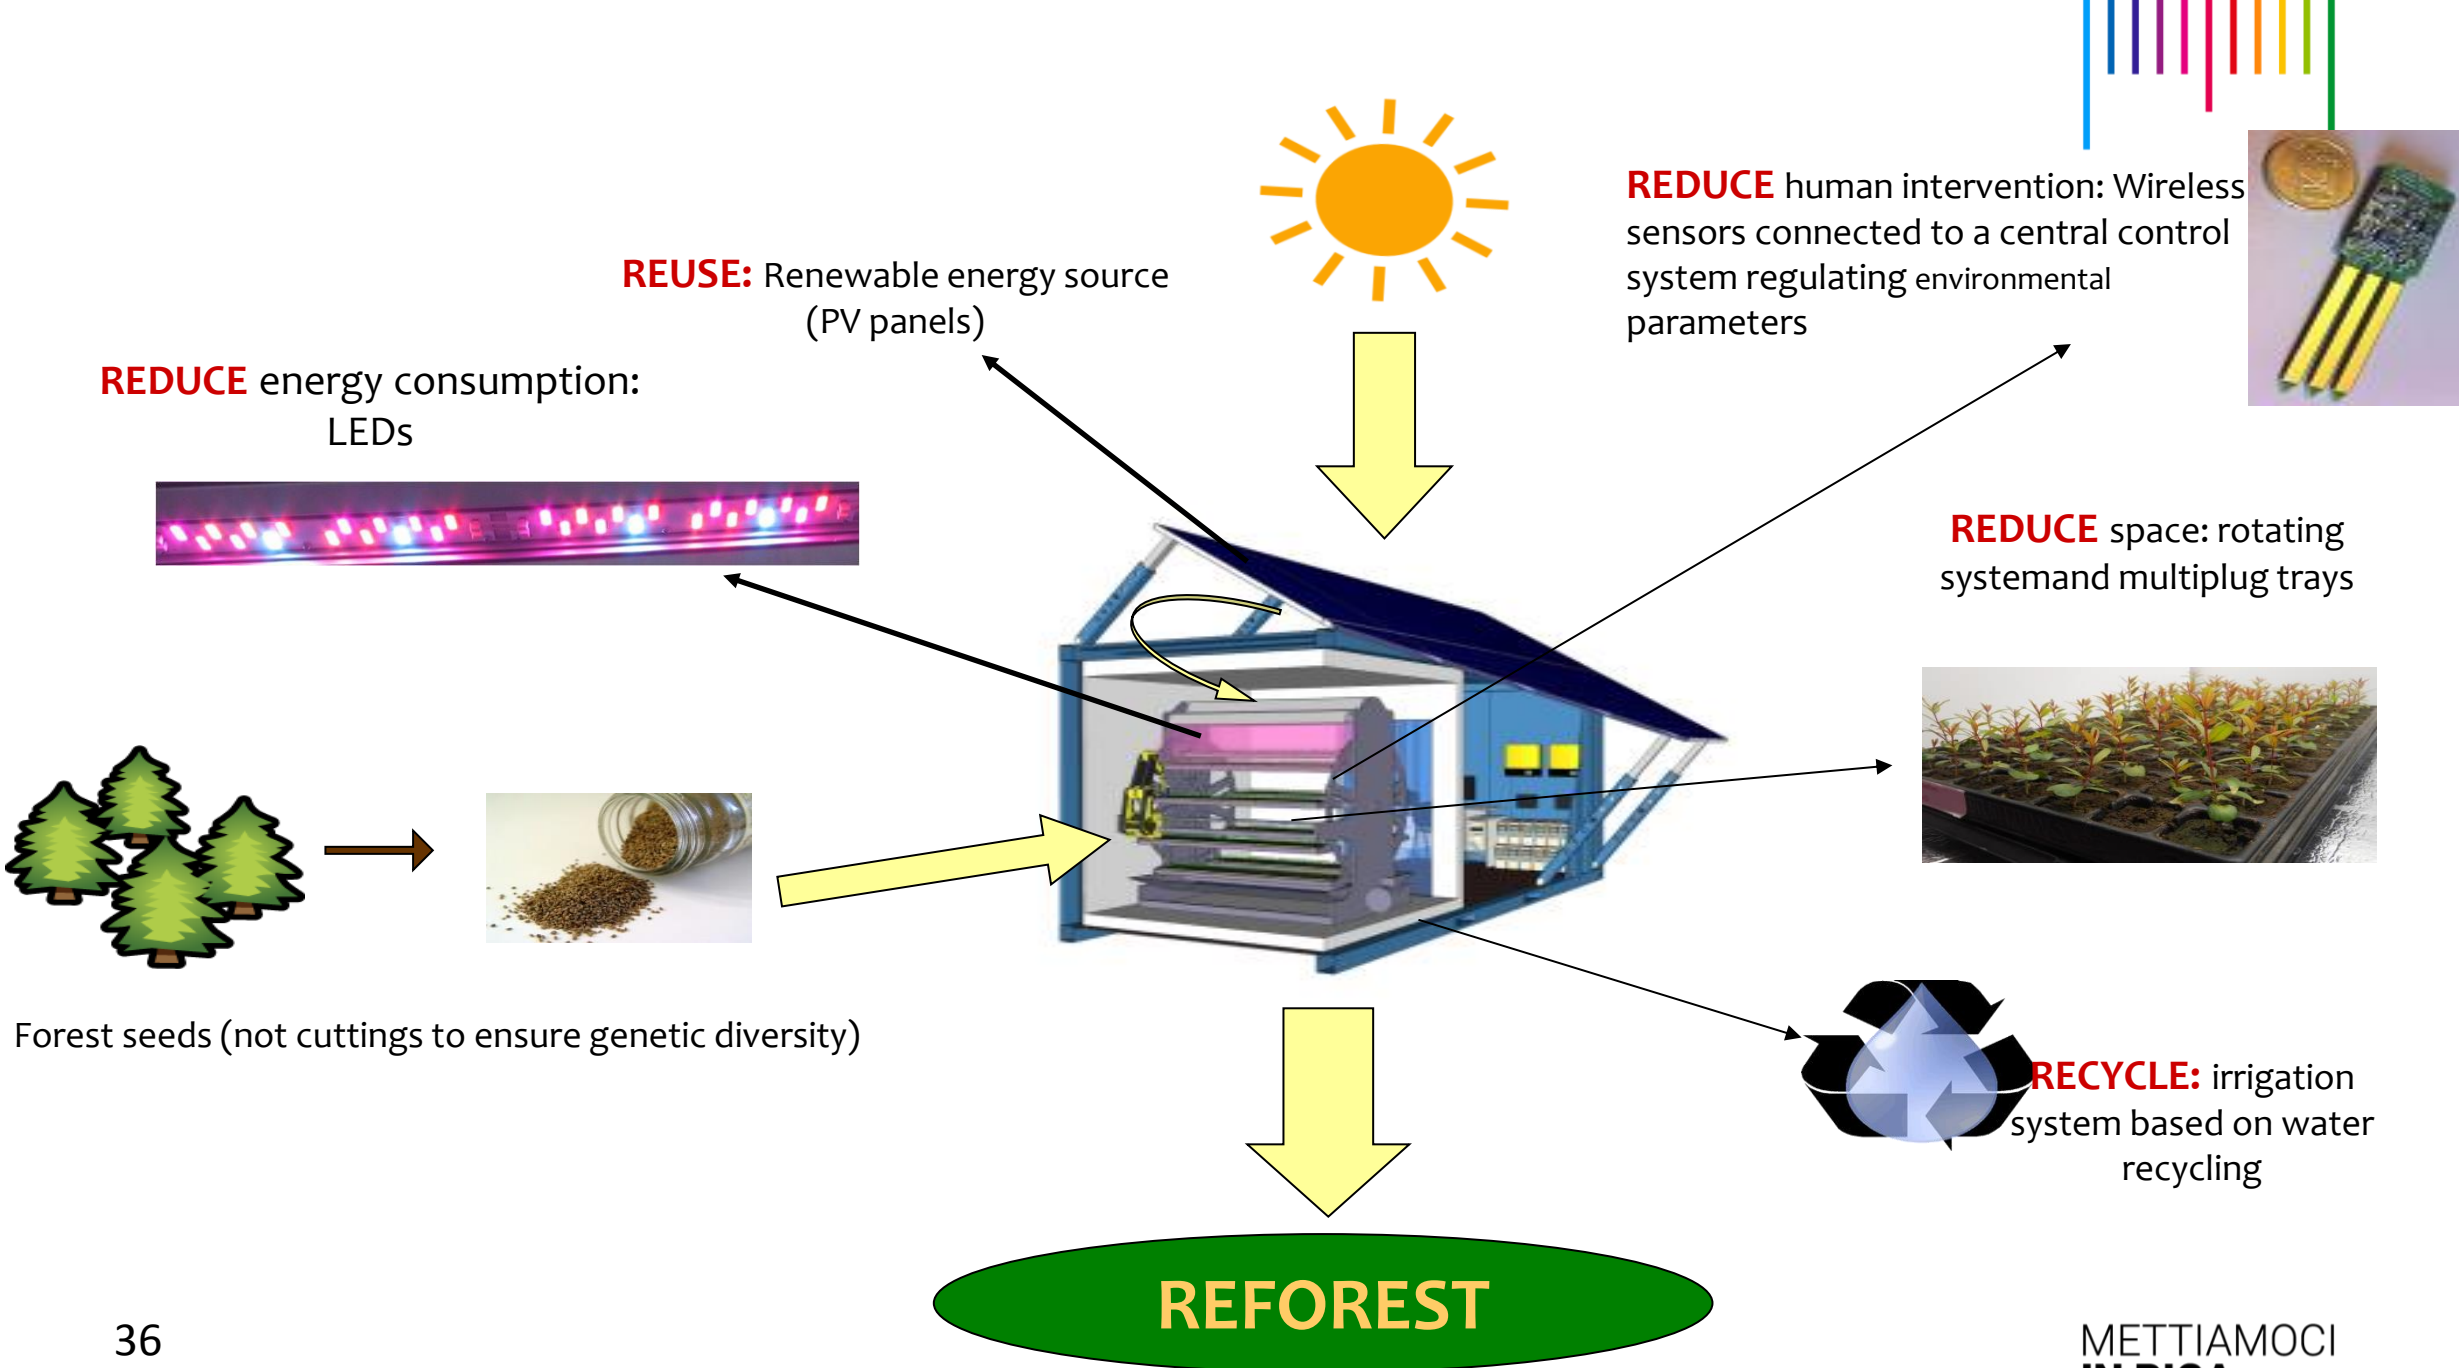 REDUCE human intervention: Wireless
sensors connected to a central control
system regulating environmental
parameters
REUSE: Renewable energy source
(PV panels)
REDUCE energy consumption:
LEDs
REDUCE space: rotating
systemand multiplug trays
Forest seeds (not cuttings to ensure genetic diversity)
RECYCLE: irrigation
system based on water
recycling
REFOREST
36
METTIAMOCI
IN RIGA